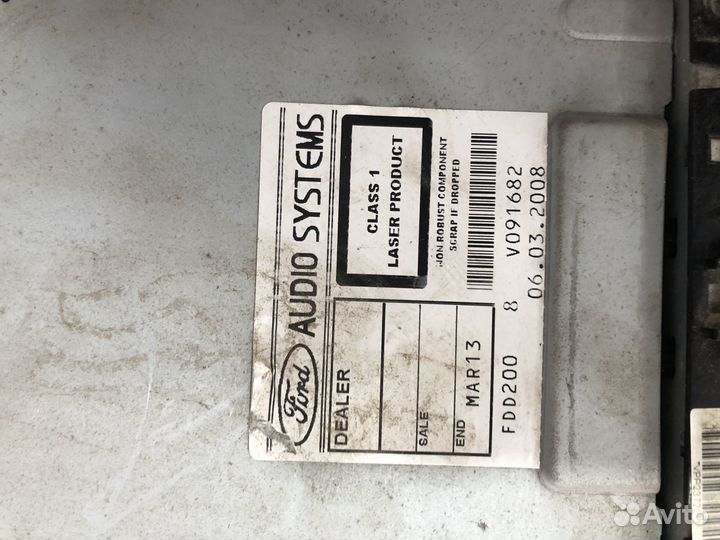 Ford AUDIO SYSTEMS
DEALER
SALE
END MAR13
CLASS 1
LASER PRODUCT
NON.ROBUST COMPONENT
SCRAP IF DROPPED
FDD200 8 V091682
06.03.2008
Avito